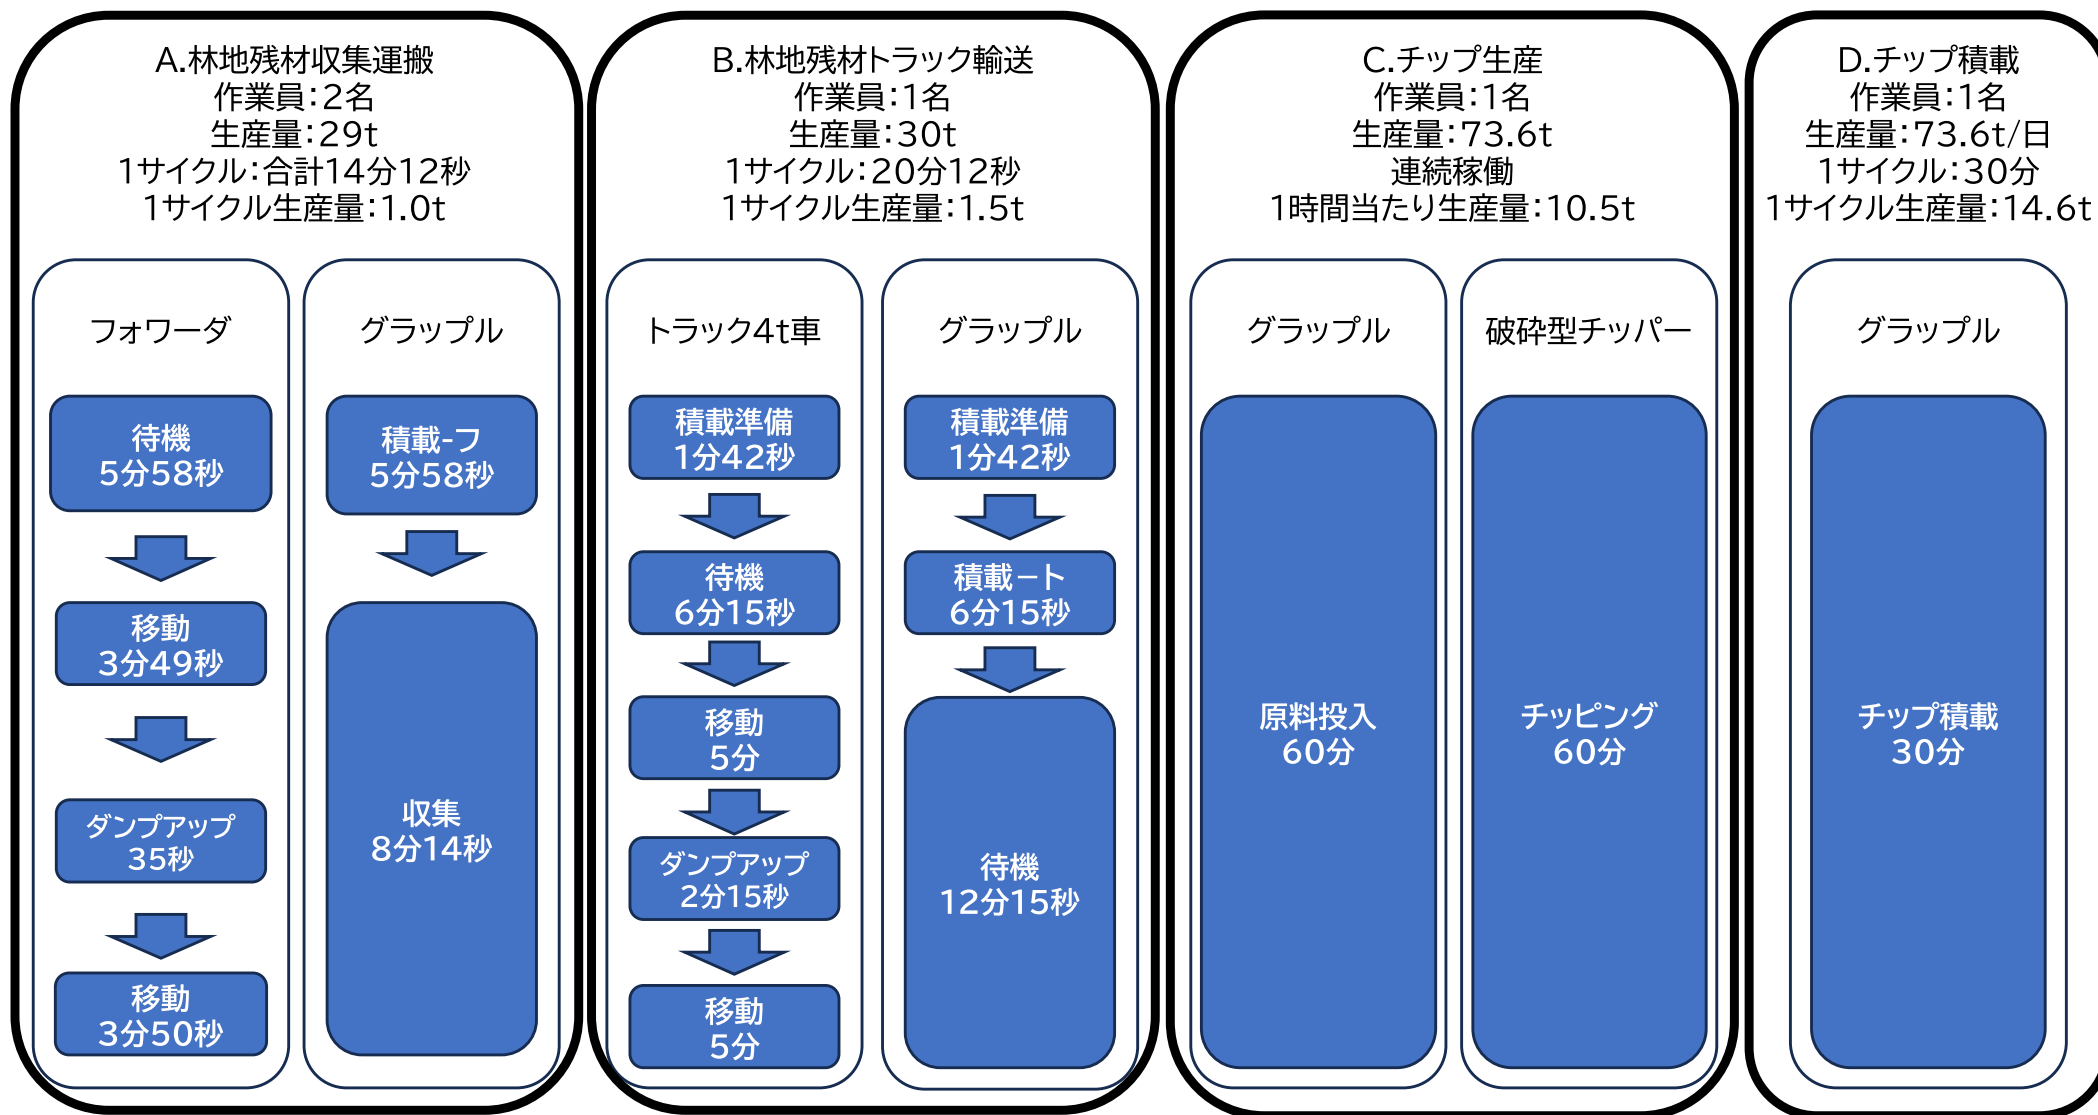 A.林地残材収集運搬
作業員：2名
生産量：29t
1サイクル：合計14分12秒
1サイクル生産量：1.0t
フォワーダ
待機
5分58秒
移動
3分49秒
ダンプアップ
35秒
移動
3分50秒
グラップル
積載-フ
5分58秒
収集
8分14秒
B.林地残材トラック輸送
作業員：1名
生産量：30t
1サイクル：20分12秒
1サイクル生産量：1.5t
トラック4t車
積載準備
1分42秒
待機
6分15秒
移動
5分
ダンプアップ
2分15秒
移動
5分
グラップル
積載準備
1分42秒
積載－ト
6分15秒
待機
12分15秒
C.チップ生産
作業員：1名
生産量：73.6t
連続稼働
1時間当たり生産量：10.5t
グラップル
原料投入
60分
破砕型チッパー
チッピング
60分
D.チップ積載
作業員：1名
生産量：73.6t/日
1サイクル：30分
1サイクル生産量：14.6t
グラップル
チップ積載
30分